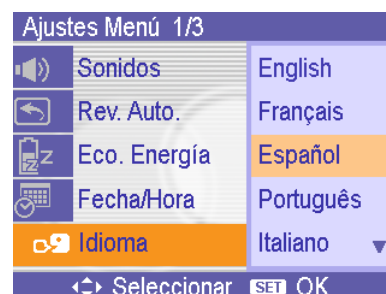 Ajustes Menú 1/3
Sonidos English
Rev. Auto. Français
Eco. Energía Español
Fecha/Hora Português
Idioma Italiano
Seleccionar SET OK